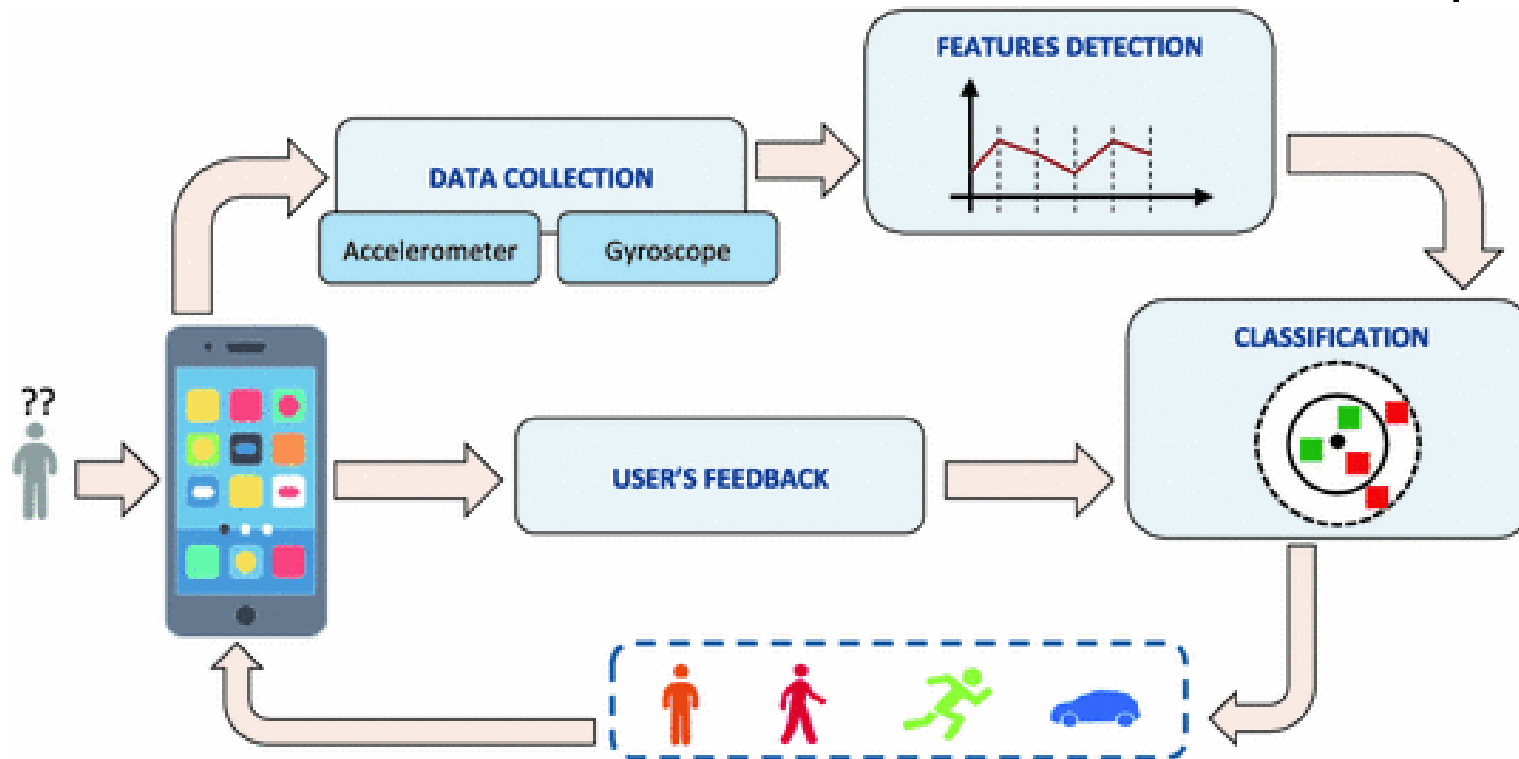 FEATURES DETECTION
DATA COLLECTION
Accelerometer
Gyroscope
CLASSIFICATION
??
USER'S FEEDBACK